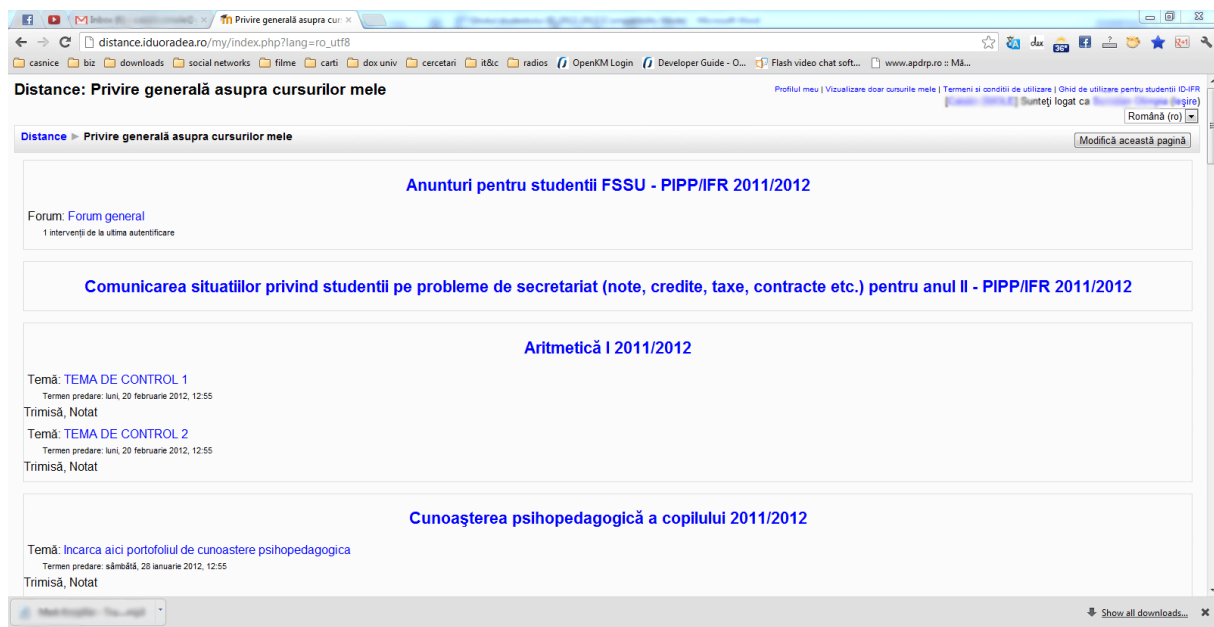 Privire generală asupra cur
distance.iduoradea.ro/my/index.php?lang=ro_utf8
36°
casnice biz downloads social networks filme carti dox univ cercetari it&c radios OpenKM Login Developer Guide - O... Flash video chat soft... www.apdrp.ro :: Mă...
Distance: Privire generală asupra cursurilor mele
Profilul meu | Vizualizare doar cursurile mele | Termeni si conditii de utilizare | Ghid de utilizare pentru studentii ID-IFR
Sunteţi logat ca (Ieşire)
Română (ro)
Distance ► Privire generală asupra cursurilor mele
Modifică această pagină
Anunturi pentru studentii FSSU - PIPP/IFR 2011/2012
Forum: Forum general
1 intervenţii de la ultima autentificare
Comunicarea situatiilor privind studentii pe probleme de secretariat (note, credite, taxe, contracte etc.) pentru anul II - PIPP/IFR 2011/2012
Aritmetică I 2011/2012
Temă: TEMA DE CONTROL 1
Termen predare: luni, 20 februarie 2012, 12:55
Trimisă, Notat
Temă: TEMA DE CONTROL 2
Termen predare: luni, 20 februarie 2012, 12:55
Trimisă, Notat
Cunoaşterea psihopedagogică a copilului 2011/2012
Temă: Incarca aici portofoliul de cunoastere psihopedagogica
Termen predare: sâmbătă, 28 ianuarie 2012, 12:55
Trimisă, Notat
Show all downloads...